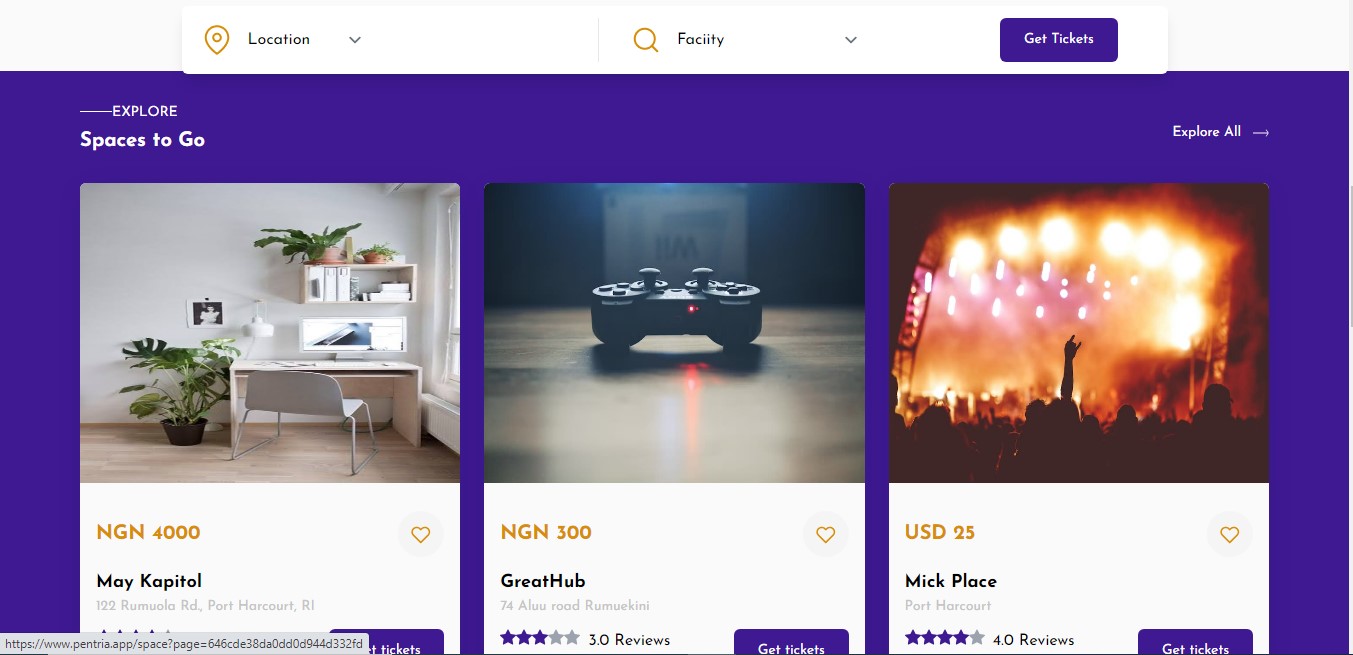 Location
Faciity
Get Tickets
EXPLORE
Spaces to Go
Explore All
Wii
NGN 4000
NGN 300
USD 25
May Kapitol
GreatHub
Mick Place
122 Rumuola Rd., Port Harcourt, RI
74 Aluu road Rumuekini
Port Harcourt
3.0 Reviews
4.0 Reviews
https://www.pentria.app/space?page=646cde38da0dd0d944d332fd
tickets
Get tickets
Get tickets